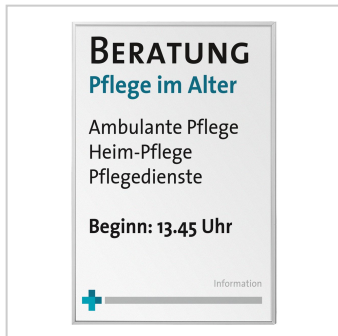 BERATUNG
Pflege im Alter
Ambulante Pflege
Heim-Pflege
Pflegedienste
Beginn: 13.45 Uhr
Information